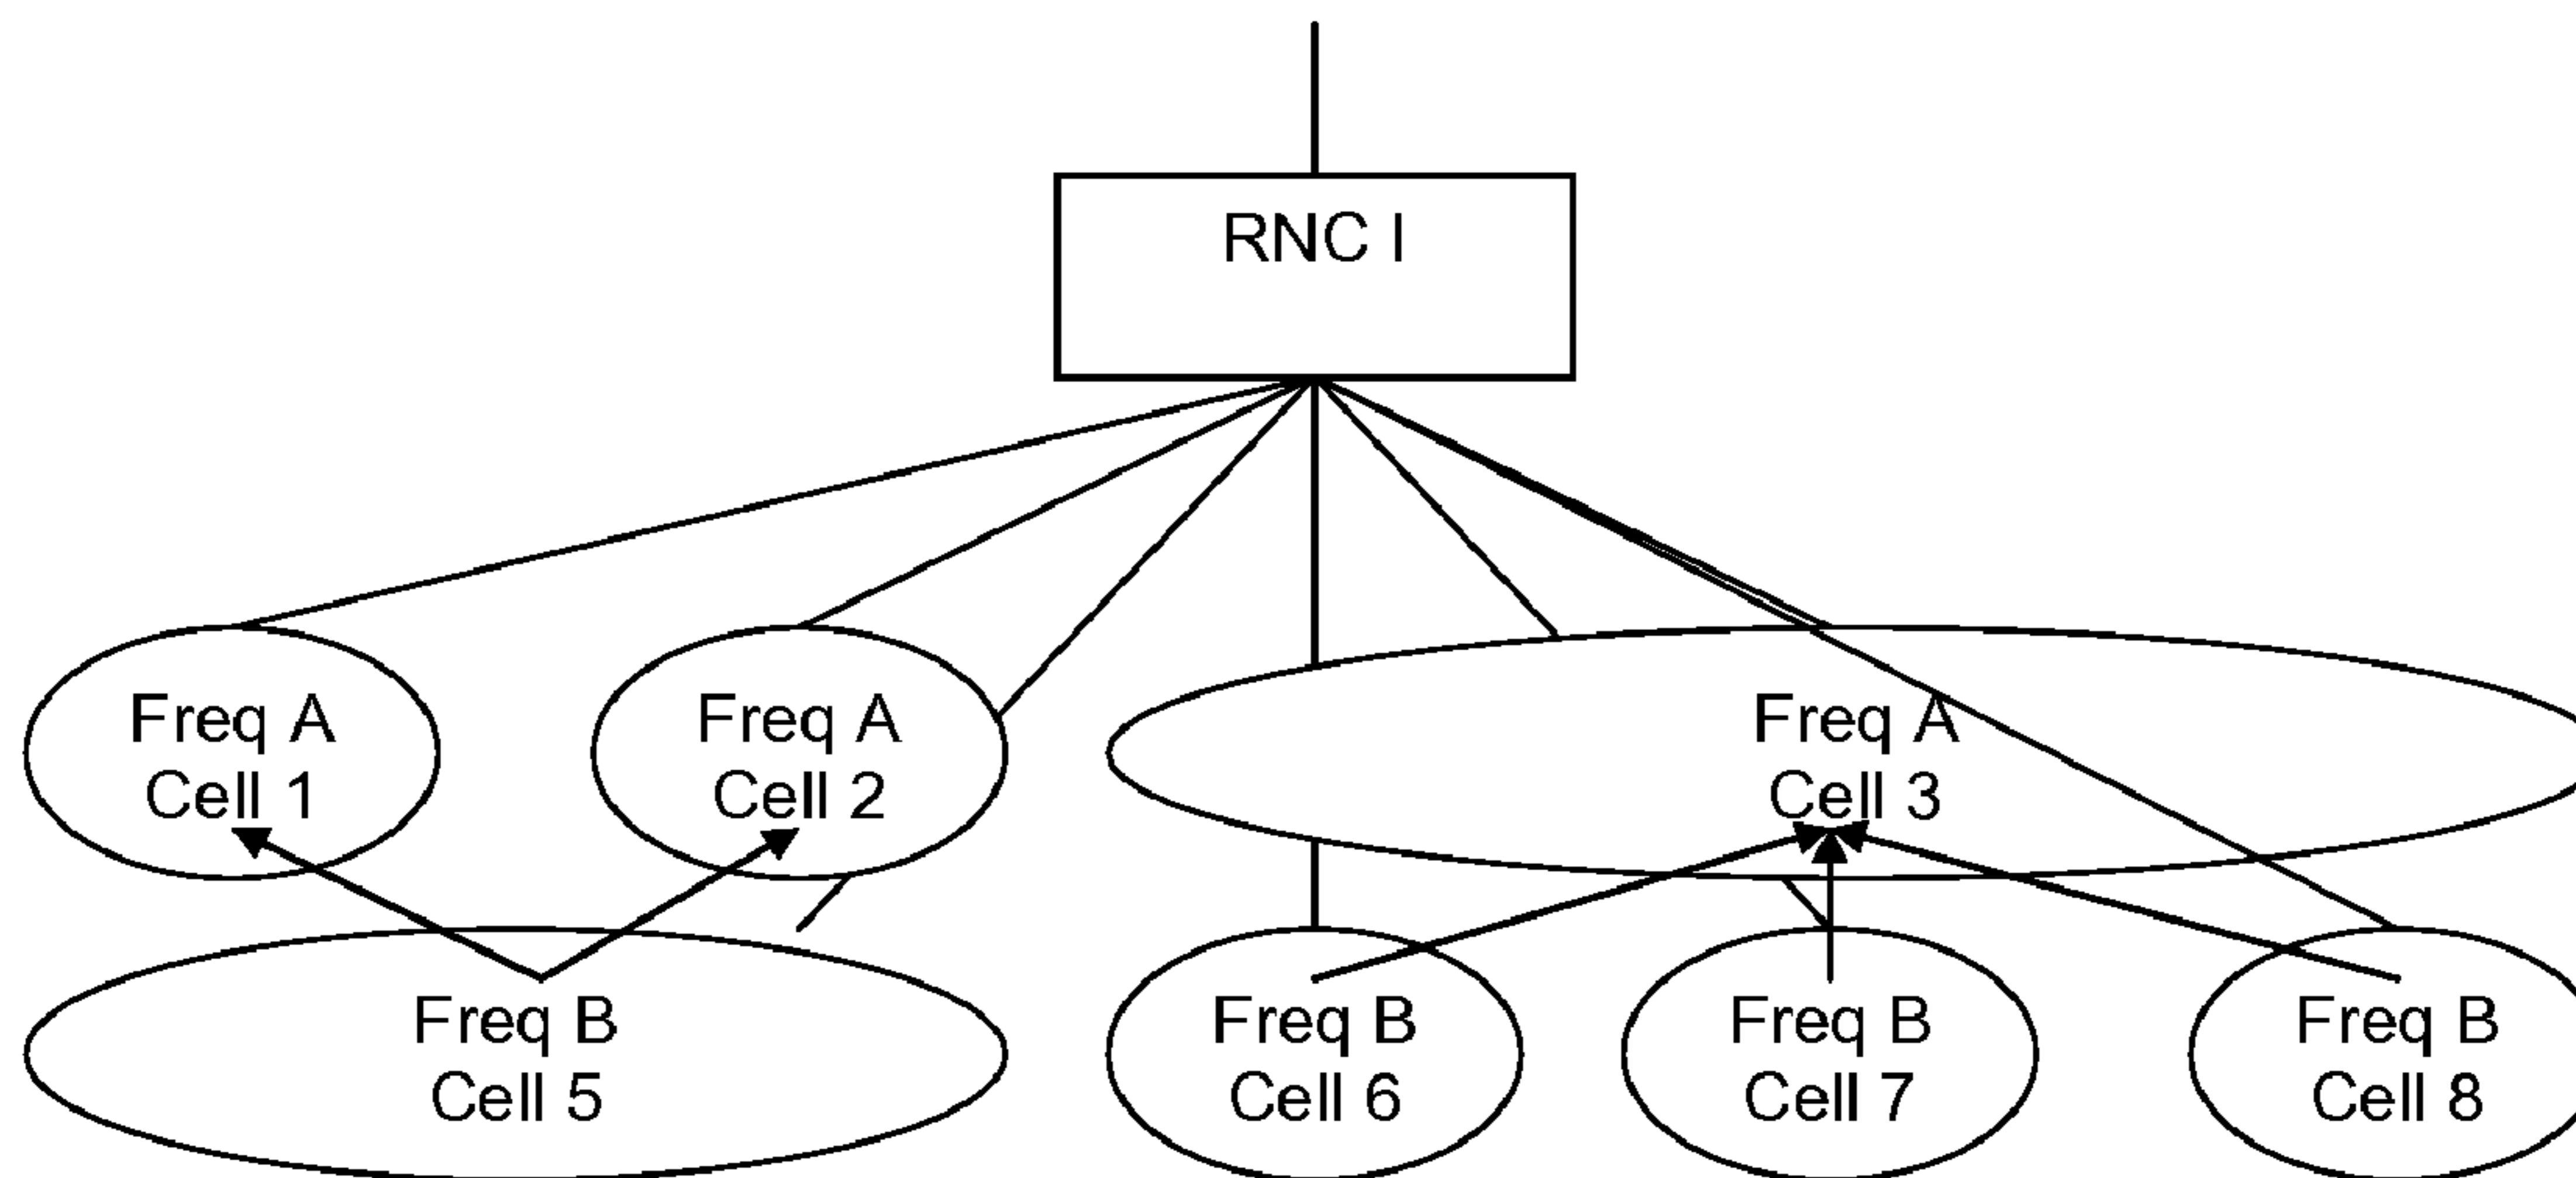 RNC I
Freq A
Cell 1
Freq A
Cell 2
Freq A
Cell 3
Freq B
Cell 5
Freq B
Cell 6
Freq B
Cell 7
Freq B
Cell 8